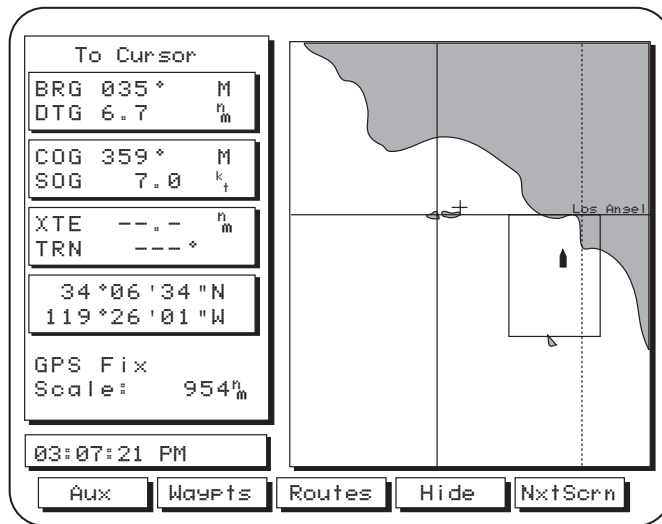 To Cursor
BRG 035° M
DTG 6.7 nm
COG 359° M
SOG 7.0 kt
XTE --.- nm
TRN ---°
34°06'34"N
119°26'01"W
GPS Fix
Scale: 954nm
03:07:21 PM
Los Angel
Aux Waypts Routes Hide NxtScrn